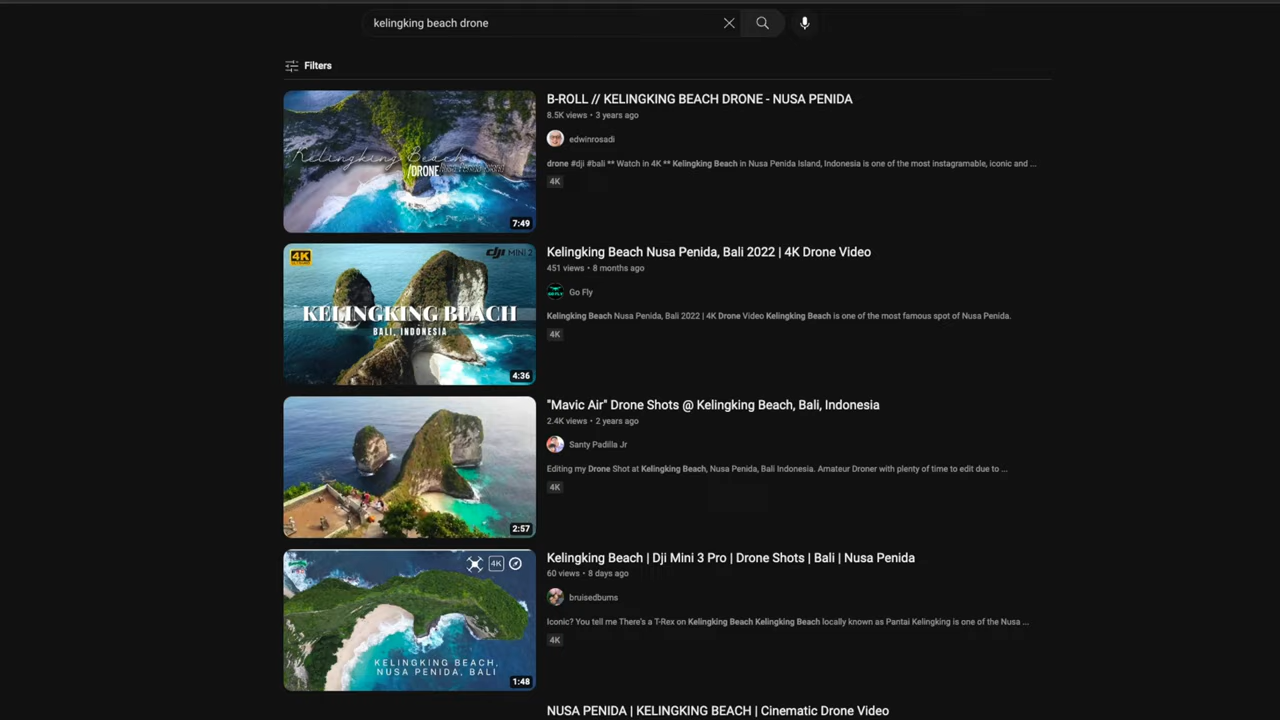 kelingking beach drone
Filters
Kelingking Beach
/DRONE Nusa Penida Island
7:49
B-ROLL // KELINGKING BEACH DRONE - NUSA PENIDA
8.5K views • 3 years ago
edwinrosadi
drone #dji #bali ** Watch in 4K ** Kelingking Beach in Nusa Penida Island, Indonesia is one of the most instagramable, iconic and ...
4K
4K
dji MINI 2
KELINGKING BEACH
BALI, INDONESIA
4:36
Kelingking Beach Nusa Penida, Bali 2022 | 4K Drone Video
451 views • 8 months ago
Go Fly
Kelingking Beach Nusa Penida, Bali 2022 | 4K Drone Video Kelingking Beach is one of the most famous spot of Nusa Penida.
4K
2:57
"Mavic Air" Drone Shots @ Kelingking Beach, Bali, Indonesia
2.4K views • 2 years ago
Santy Padilla Jr
Editing my Drone Shot at Kelingking Beach, Nusa Penida, Bali Indonesia. Amateur Droner with plenty of time to edit due to ...
4K
4K
KELINGKING BEACH,
NUSA PENIDA, BALI
1:48
Kelingking Beach | Dji Mini 3 Pro | Drone Shots | Bali | Nusa Penida
60 views • 8 days ago
bruisedbums
Iconic? You tell me There's a T-Rex on Kelingking Beach Kelingking Beach locally known as Pantai Kelingking is one of the Nusa ...
4K
NUSA PENIDA | KELINGKING BEACH | Cinematic Drone Video